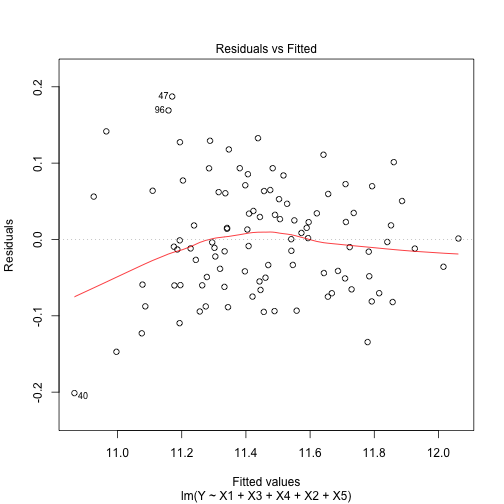 Residuals vs Fitted
Residuals
0.2
0.1
0.0
-0.1
-0.2
47
96
40
11.0 11.2 11.4 11.6 11.8 12.0
Fitted values
lm(Y ~ X1 + X3 + X4 + X2 + X5)